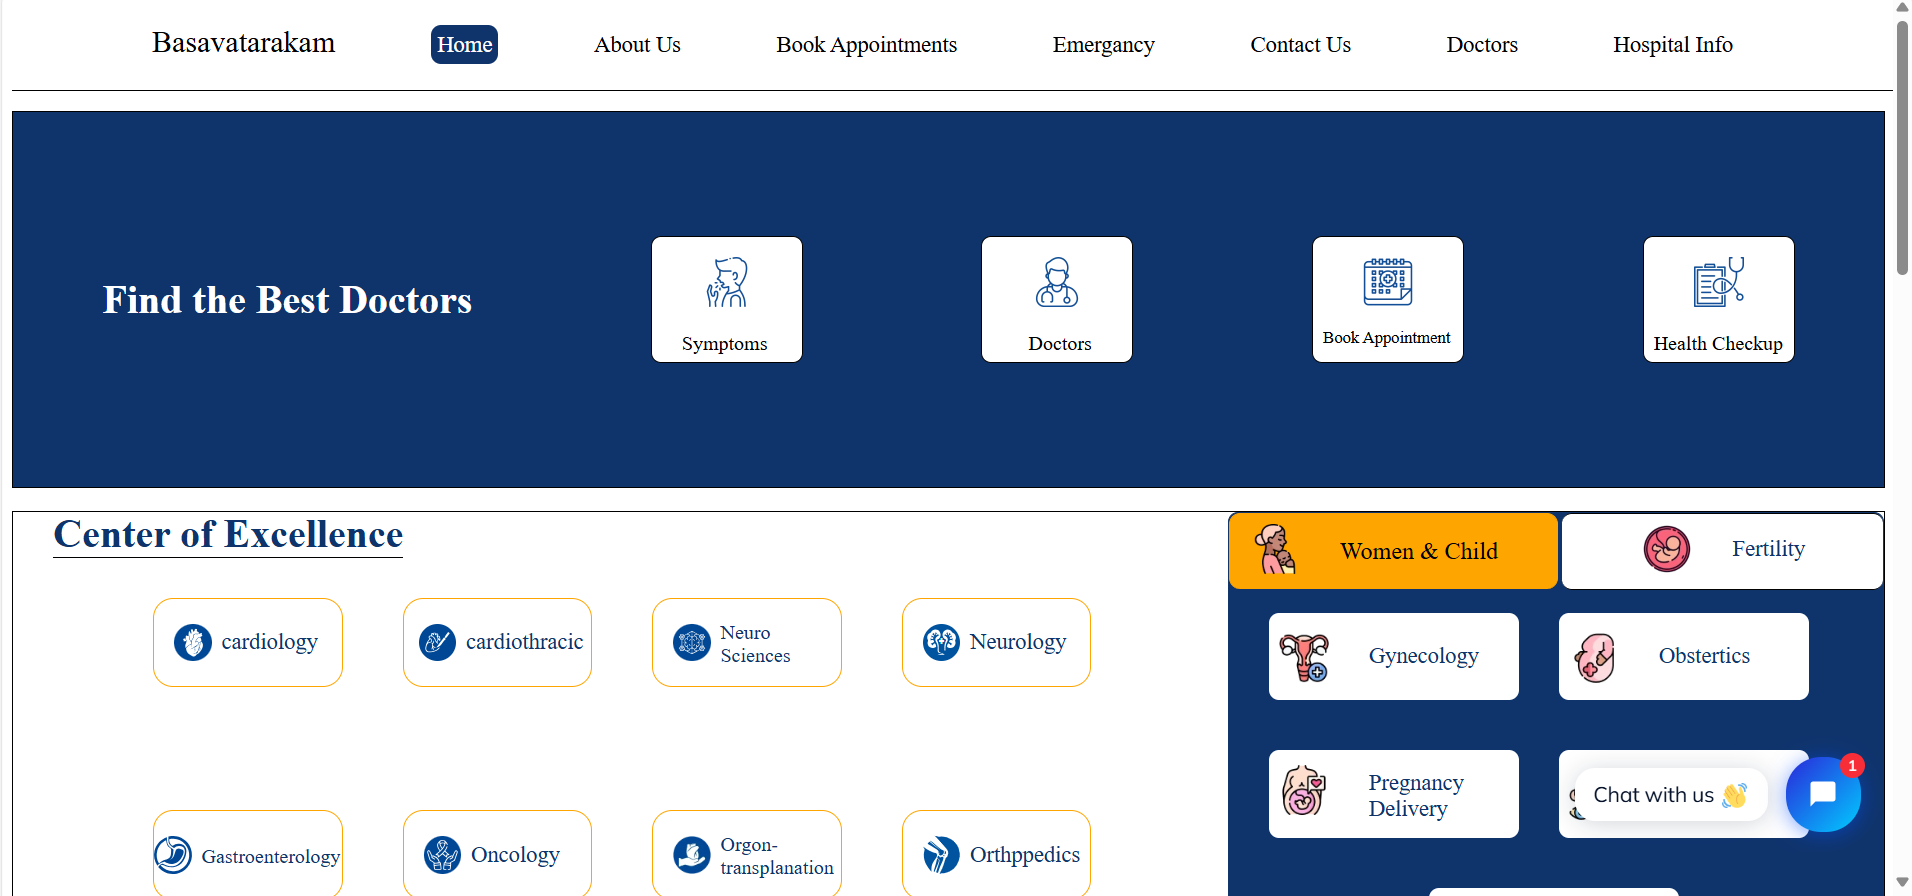 Basavatarakam
Home
About Us
Book Appointments
Emergancy
Contact Us
Doctors
Hospital Info
Find the Best Doctors
Symptoms
Doctors
Book Appointment
Health Checkup
Center of Excellence
cardiology
cardiothracic
Neuro
Sciences
Neurology
Gastroenterology
Oncology
Orgon-
transplanation
Orthppedics
Women & Child
Fertility
Gynecology
Obstertics
Pregnancy
Delivery
Chat with us 👋
1